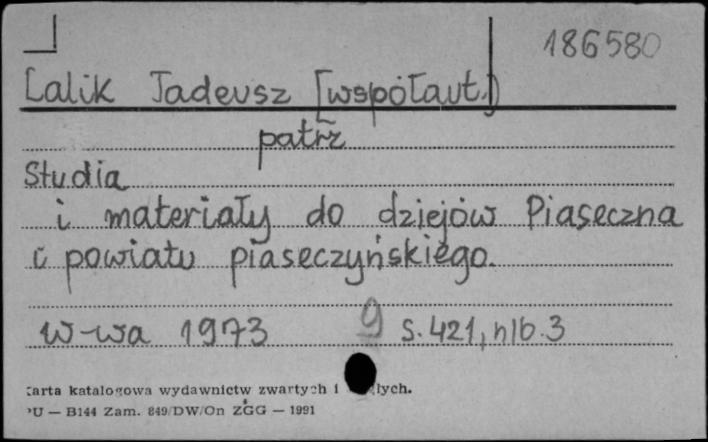 186580
Lalik Tadeusz [współaut.)
patrz
Studia
i materiały do dziejów Piaseczna
i powiatu piaseczyńskiego.
W-wa 1973 9 S. 421, nlb. 3
karta katalogowa wydawnictw zwartych i
PU — B144 Zam. 849/DW/On ZGG — 1991